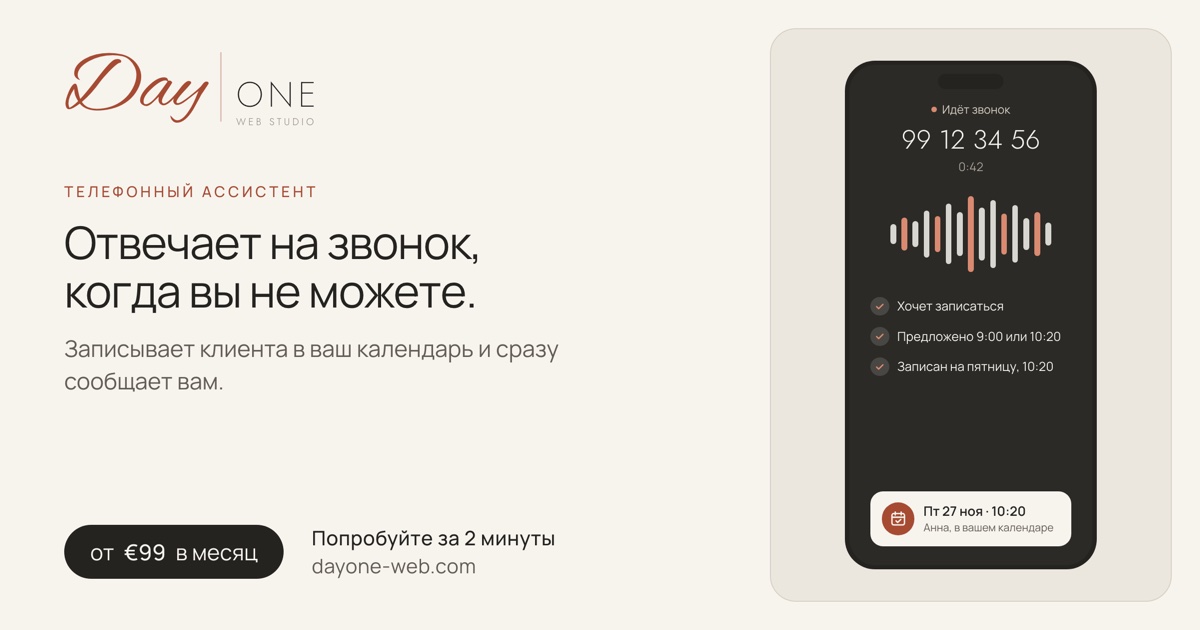 Day ONE
WEB STUDIO
ТЕЛЕФОННЫЙ АССИСТЕНТ
Отвечает на звонок,
когда вы не можете.
Записывает клиента в ваш календарь и сразу
сообщает вам.
от €99 в месяц
Попробуйте за 2 минуты
dayone-web.com
Идёт звонок
99 12 34 56
0:42
Хочет записаться
Предложено 9:00 или 10:20
Записан на пятницу, 10:20
Пт 27 ноя · 10:20
Анна, в вашем календаре